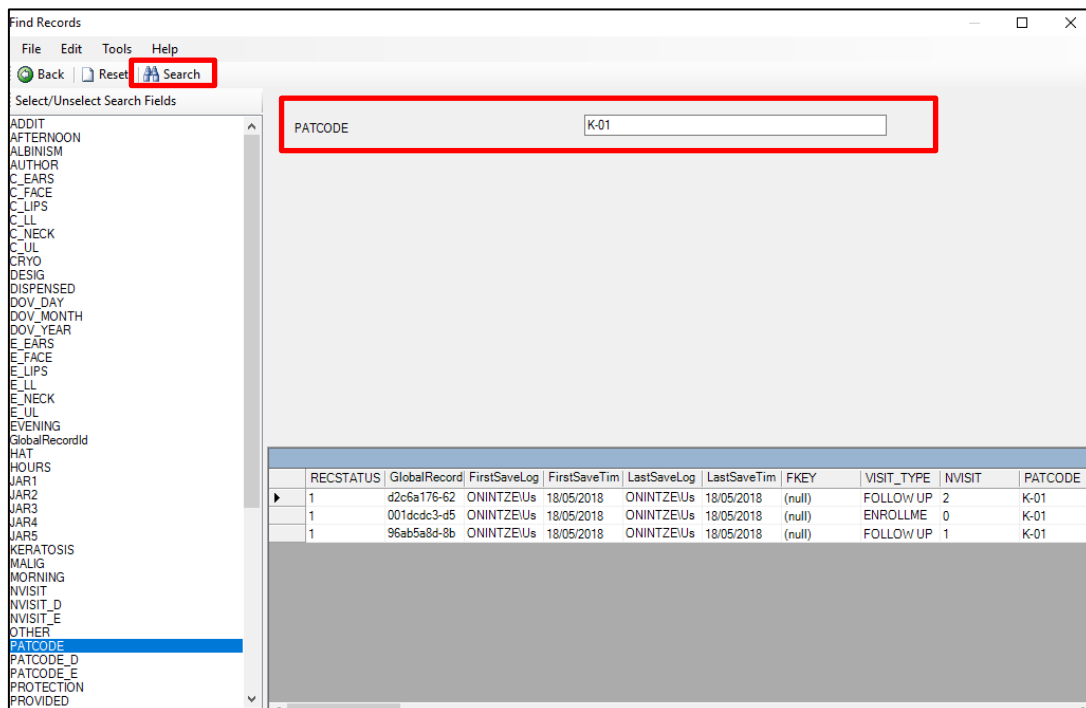 Find Records
File Edit Tools Help
Back Reset Search
Select/Unselect Search Fields
ADDIT
AFTERNOON
ALBINISM
AUTHOR
C_EARS
C_FACE
C_LIPS
C_LL
C_NECK
C_UL
CRYO
DESIG
DISPENSED
DOV_DAY
DOV_MONTH
DOV_YEAR
E_EARS
E_FACE
E_LIPS
E_LL
E_NECK
E_UL
EVENING
GlobalRecordId
HAT
HOURS
JAR1
JAR2
JAR3
JAR4
JAR5
KERATOSIS
MALIG
MORNING
NVISIT
NVISIT_D
NVISIT_E
OTHER
PATCODE
PATCODE_D
PATCODE_E
PROTECTION
PROVIDED
PATCODE K-01
RECSTATUS GlobalRecord FirstSaveLog FirstSaveTim LastSaveLog LastSaveTim FKEY VISIT_TYPE NVISIT PATCODE
1 d2c6a176-62 ONINTZE\Us 18/05/2018 ONINTZE\Us 18/05/2018 (null) FOLLOW UP 2 K-01
1 001dcdc3-d5 ONINTZE\Us 18/05/2018 ONINTZE\Us 18/05/2018 (null) ENROLLME 0 K-01
1 96ab5a8d-8b ONINTZE\Us 18/05/2018 ONINTZE\Us 18/05/2018 (null) FOLLOW UP 1 K-01